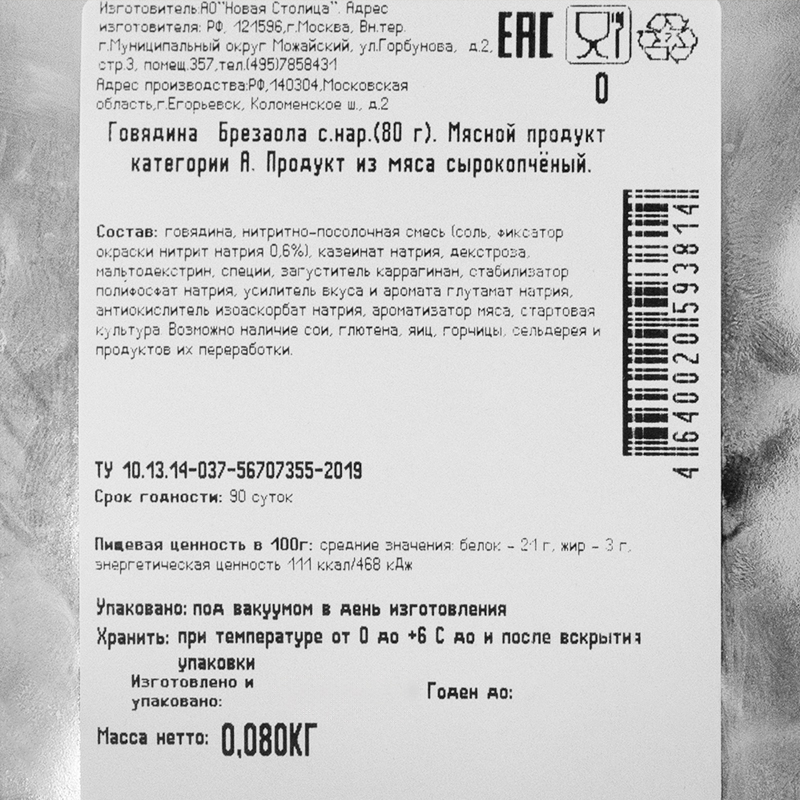 Изготовитель:АО"Новая Столица". Адрес
изготовителя: РФ, 121596,г.Москва, Вн.тер.
г.Муниципальный округ Можайский, ул.Горбунова, д.2,
стр.3, помещ.357,тел.(495)7858431
Адрес производства:РФ,140304,Московская
область,г.Егорьевск, Коломенское ш., д.2
EAC
0
Говядина Брезаола с.нар.(80 г). Мясной продукт
категории А. Продукт из мяса сырокопчёный.
Состав: говядина, нитритно-посолочная смесь (соль, фиксатор
окраски нитрит натрия 0,6%), казеинат натрия, декстроза,
мальтодекстрин, специи, загуститель каррагинан, стабилизатор
полифосфат натрия, усилитель вкуса и аромата глутамат натрия,
антиокислитель изоаскорбат натрия, ароматизатор мяса, стартовая
культура. Возможно наличие сои, глютена, яиц, горчицы, сельдерея и
продуктов их переработки.
4640020593814
ТУ 10.13.14-037-56707355-2019
Срок годности: 90 суток
Пищевая ценность в 100г: средние значения: белок - 21 г, жир - 3 г,
энергетическая ценность 111 ккал/468 кДж
Упаковано: под вакуумом в день изготовления
Хранить: при температуре от 0 до +6 С до и после вскрытия
упаковки
Изготовлено и
упаковано:
Годен до:
Масса нетто: 0,080КГ